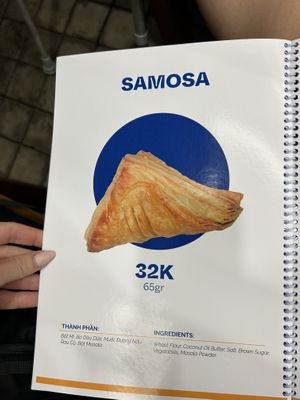 SAMOSA
32K
65gr
THÀNH PHẦN:
Bột Mì, Bơ Dầu Dừa, Muối, Đường Nâu,
Rau Củ, Bột Masala
INGREDIENTS:
Wheat Flour, Coconut Oil Butter, Salt, Brown Sugar,
Vegetables, Masala Powder